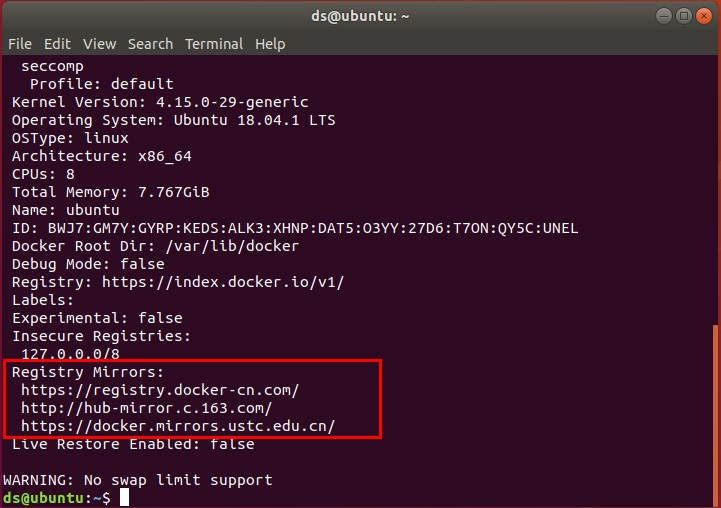 ds@ubuntu: ~
File Edit View Search Terminal Help
seccomp
Profile: default
Kernel Version: 4.15.0-29-generic
Operating System: Ubuntu 18.04.1 LTS
OSType: linux
Architecture: x86_64
CPUs: 8
Total Memory: 7.767GiB
Name: ubuntu
ID: BWJ7:GM7Y:GYRP:KEDS:ALK3:XHNP:DAT5:O3YY:27D6:T7ON:QY5C:UNEL
Docker Root Dir: /var/lib/docker
Debug Mode: false
Registry: https://index.docker.io/v1/
Labels:
Experimental: false
Insecure Registries:
127.0.0.0/8
Registry Mirrors:
https://registry.docker-cn.com/
http://hub-mirror.c.163.com/
https://docker.mirrors.ustc.edu.cn/
Live Restore Enabled: false
WARNING: No swap limit support
ds@ubuntu:~$